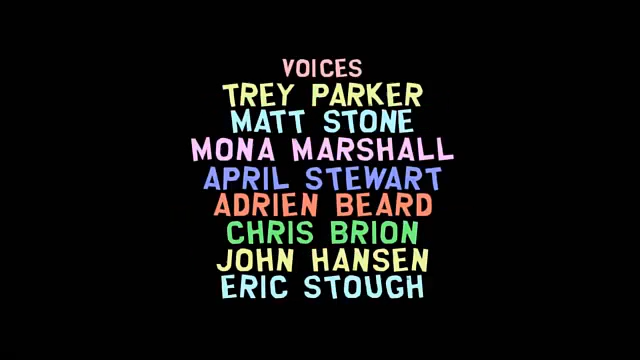 VOICES
TREY PARKER
MATT STONE
MONA MARSHALL
APRIL STEWART
ADRIEN BEARD
CHRIS BRION
JOHN HANSEN
ERIC STOUGH